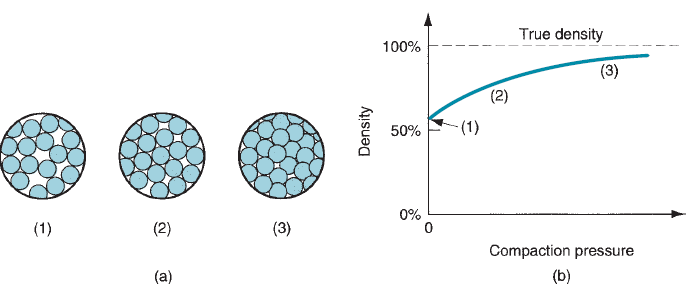 (1)
(2)
(3)
(a)
Density
100%
50%
0%
True density
(1)
(2)
(3)
0
Compaction pressure
(b)